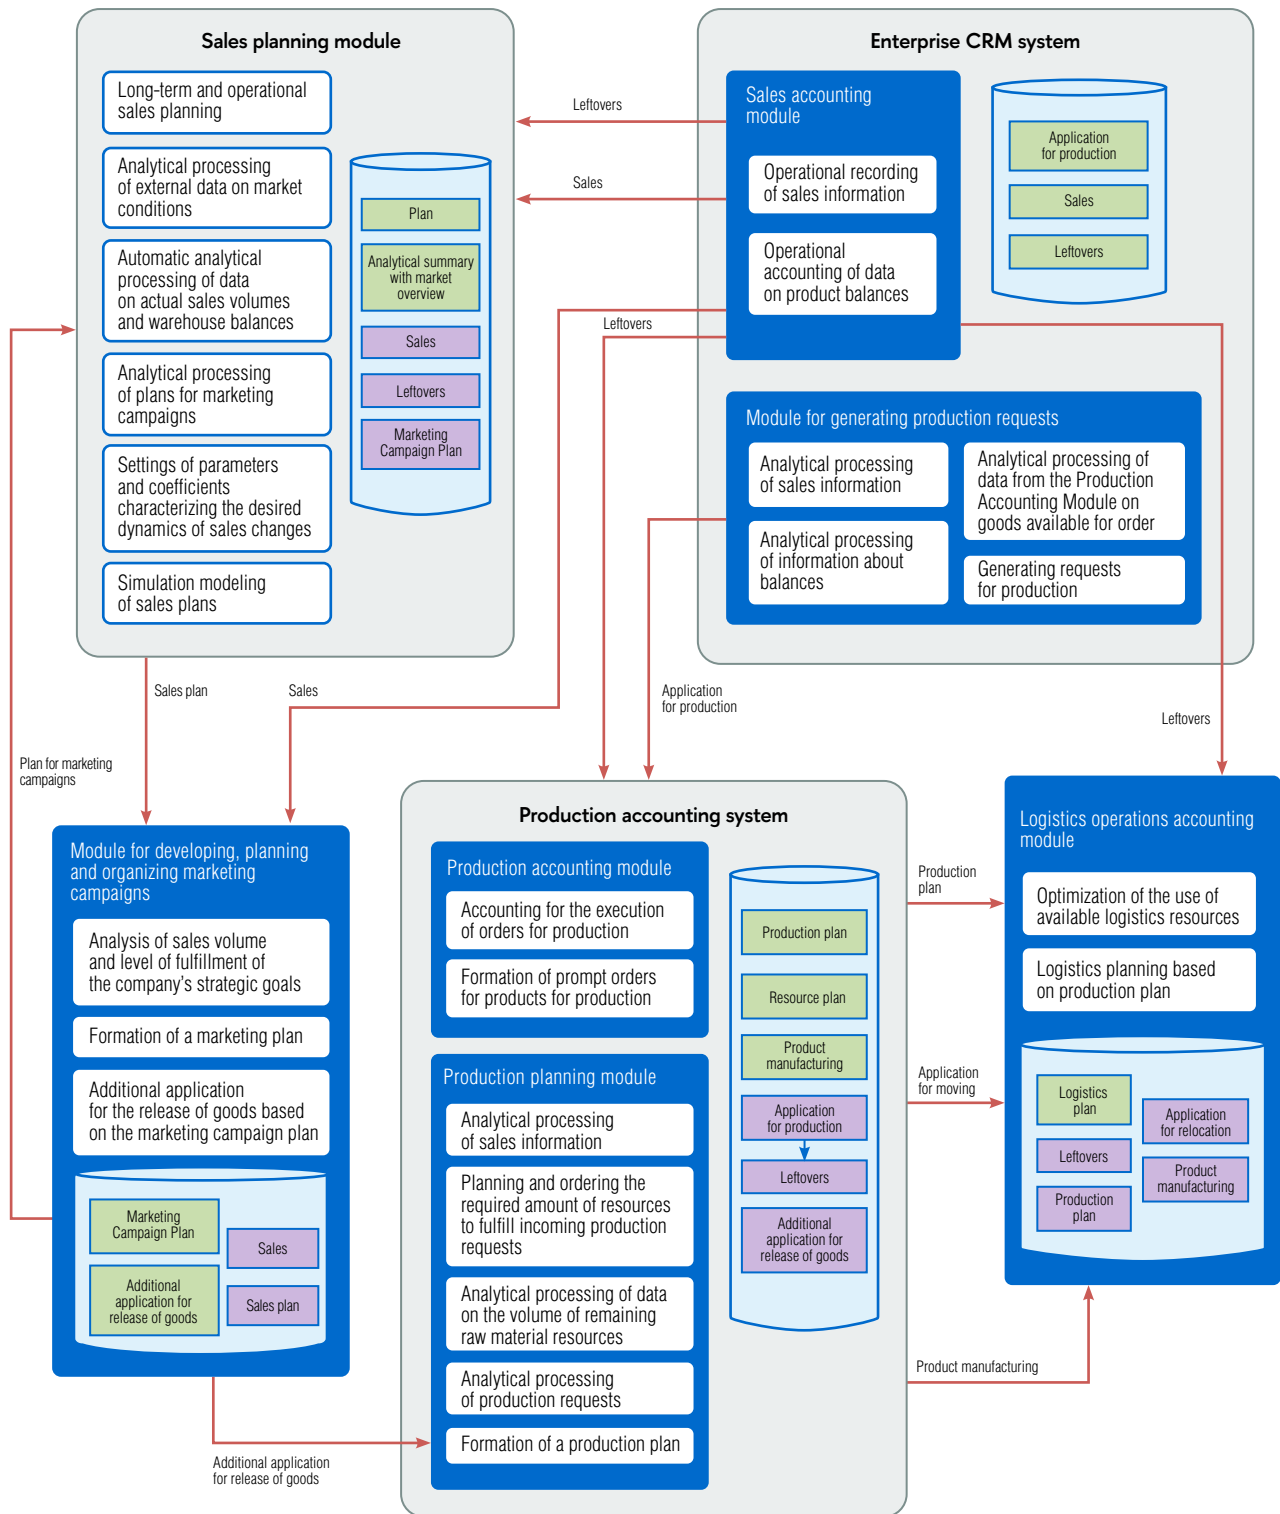 Sales planning module
Long-term and operational
sales planning
Analytical processing
of external data on market
conditions
Automatic analytical
processing of data
on actual sales volumes
and warehouse balances
Analytical processing
of plans for marketing
campaigns
Settings of parameters
and coefficients
characterizing the desired
dynamics of sales changes
Simulation modeling
of sales plans
Plan
Analytical summary
with market
overview
Sales
Leftovers
Marketing
Campaign Plan
Leftovers
Sales
Leftovers
Enterprise CRM system
Sales accounting
module
Operational recording
of sales information
Operational
accounting of data
on product balances
Application
for production
Sales
Leftovers
Module for generating production requests
Analytical processing
of sales information
Analytical processing
of information about
balances
Analytical processing of
data from the Production
Accounting Module on
goods available for order
Generating requests
for production
Sales plan
Sales
Application
for production
Leftovers
Plan for marketing
campaigns
Module for developing, planning
and organizing marketing
campaigns
Analysis of sales volume
and level of fulfillment of
the company's strategic goals
Formation of a marketing plan
Additional application
for the release of goods based
on the marketing campaign plan
Marketing
Campaign Plan
Additional
application for
release of goods
Sales
Sales plan
Additional application
for release of goods
Production accounting system
Production accounting module
Accounting for the execution
of orders for production
Formation of prompt orders
for products for production
Production planning module
Analytical processing
of sales information
Planning and ordering the
required amount of resources
to fulfill incoming production
requests
Analytical processing of data
on the volume of remaining
raw material resources
Analytical processing
of production requests
Formation of a production plan
Production plan
Resource plan
Product
manufacturing
Application
for production
Leftovers
Additional
application for
release of goods
Production
plan
Application
for moving
Product manufacturing
Logistics operations accounting
module
Optimization of the use of
available logistics resources
Logistics planning based
on production plan
Logistics
plan
Leftovers
Production
plan
Application
for relocation
Product
manufacturing